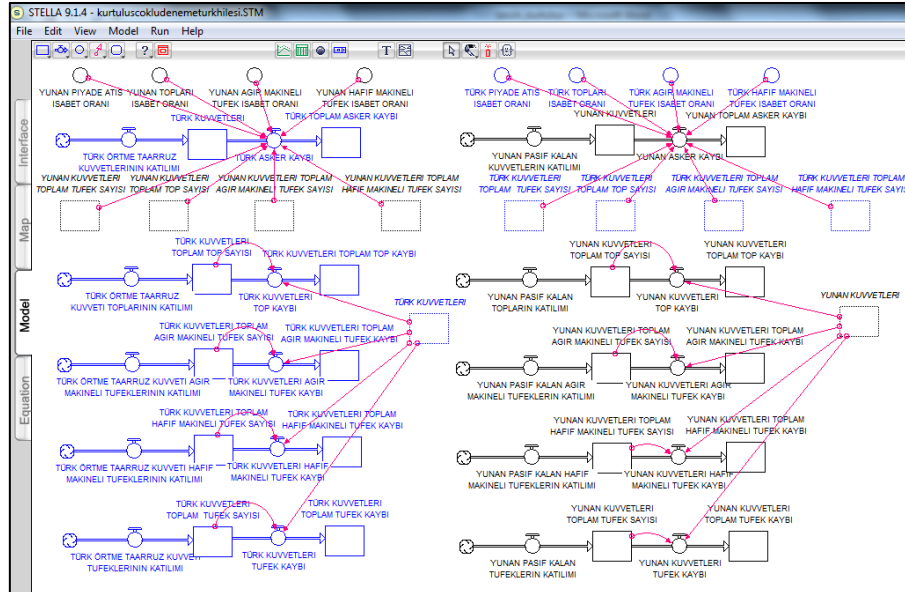 STELLA 9.1.4 - kurtuluscokludenemeturkhilesi.STM
File Edit View Model Run Help
Interface
Map
Model
Equation
YUNAN PIYADE ATIS
ISABET ORANI
YUNAN TOPLARI
ISABET ORANI
YUNAN AGIR MAKINELI
TUFEK ISABET ORANI
YUNAN HAFIF MAKINELI
TUFEK ISABET ORANI
TÜRK KUVVETLERI
TÜRK TOPLAM ASKER KAYBI
TÜRK ÖRTME TAARRUZ
KUVVETLERININ KATILIMI
TÜRK ASKER KAYBI
YUNAN KUVVETLERI
TOPLAM TUFEK SAYISI
YUNAN KUVVETLERI
TOPLAM TOP SAYISI
YUNAN KUVVETLERI TOPLAM
AGIR MAKINELI TUFEK SAYISI
YUNAN KUVVETLERI TOPLAM
HAFIF MAKINELI TUFEK SAYISI
TÜRK KUVVETLERI
TOPLAM TOP SAYISI
TÜRK KUVVETLERI
TOPLAM TOP KAYBI
TÜRK ÖRTME TAARRUZ
KUVVETI TOPLARININ KATILIMI
TÜRK KUVVETLERI
TOP KAYBI
TÜRK KUVVETLERI
TÜRK KUVVETLERI TOPLAM
AGIR MAKINELI TUFEK SAYISI
TÜRK KUVVETLERI TOPLAM
AGIR MAKINELI TUFEK KAYBI
TÜRK ÖRTME TAARRUZ KUVVETI AGIR
MAKINELI TUFEKLERININ KATILIMI
TÜRK KUVVETLERI AGIR
MAKINELI TUFEK KAYBI
TÜRK KUVVETLERI TOPLAM
HAFIF MAKINELI TUFEK SAYISI
TÜRK KUVVETLERI TOPLAM
HAFIF MAKINELI TUFEK KAYBI
TÜRK ÖRTME TAARRUZ KUVVETI HAFIF
MAKINELI TUFEKLERININ KATILIMI
TÜRK KUVVETLERI HAFIF
MAKINELI TUFEK KAYBI
TÜRK KUVVETLERI
TOPLAM TUFEK SAYISI
TÜRK KUVVETLERI
TOPLAM TUFEK KAYBI
TÜRK ÖRTME TAARRUZ KUVVETI
TUFEKLERININ KATILIMI
TÜRK KUVVETLERI
TUFEK KAYBI
TÜRK PIYADE ATIS
ISABET ORANI
TÜRK TOPLARI
ISABET ORANI
TÜRK AGIR MAKINELI
TUFEK ISABET ORANI
TÜRK HAFIF MAKINELI
TUFEK ISABET ORANI
YUNAN KUVVETLERI
YUNAN TOPLAM ASKER KAYBI
YUNAN PASIF KALAN
KUVVETLERIN KATILIMI
YUNAN ASKER KAYBI
TÜRK KUVVETLERI
TOPLAM TUFEK SAYISI
TÜRK KUVVETLERI
TOPLAM TOP SAYISI
TÜRK KUVVETLERI TOPLAM
AGIR MAKINELI TUFEK SAYISI
TÜRK KUVVETLERI TOPLAM
HAFIF MAKINELI TUFEK SAYISI
YUNAN KUVVETLERI
TOPLAM TOP SAYISI
YUNAN KUVVETLERI
TOPLAM TOP KAYBI
YUNAN PASIF KALAN
TOPLARIN KATILIMI
YUNAN KUVVETLERI
TOP KAYBI
YUNAN KUVVETLERI
YUNAN KUVVETLERI TOPLAM
AGIR MAKINELI TUFEK SAYISI
YUNAN KUVVETLERI TOPLAM
AGIR MAKINELI TUFEK KAYBI
YUNAN PASIF KALAN AGIR
MAKINELI TUFEKLERIN KATILIMI
YUNAN KUVVETLERI AGIR
MAKINELI TUFEK KAYBI
YUNAN KUVVETLERI TOPLAM
HAFIF MAKINELI TUFEK SAYISI
YUNAN KUVVETLERI TOPLAM
HAFIF MAKINELI TUFEK KAYBI
YUNAN PASIF KALAN HAFIF
MAKINELI TUFEKLERIN KATILIMI
YUNAN KUVVETLERI HAFIF
MAKINELI TUFEK KAYBI
YUNAN KUVVETLERI
TOPLAM TUFEK SAYISI
YUNAN KUVVETLERI
TOPLAM TUFEK KAYBI
YUNAN PASIF KALAN
TUFEKLERIN KATILIMI
YUNAN KUVVETLERI
TUFEK KAYBI